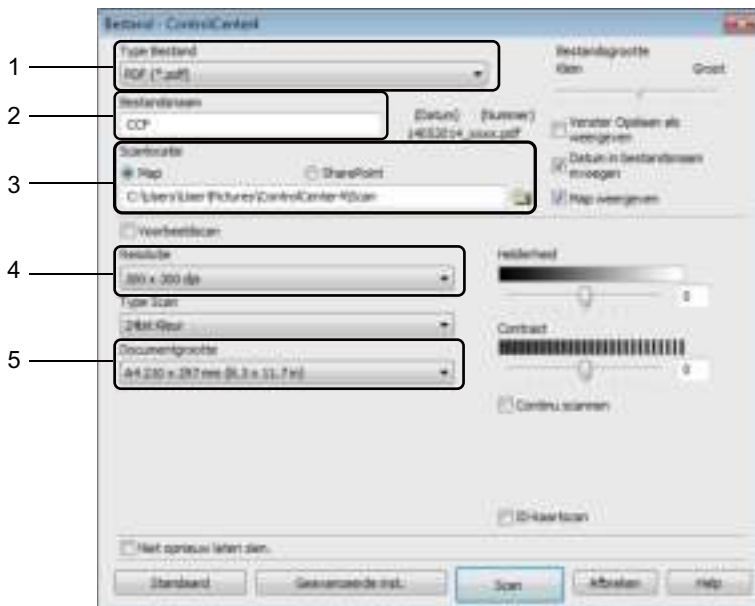 Bestand - ControlCenter4
1
Type Bestand
PDF (*.pdf)
2
Bestandsnaam
CCF
(Datum) (Nummer)
14052014_xxxx.pdf
3
Scanlocatie
Map
SharePoint
C:\Users\User\Pictures\ControlCenter4\Scan
Bestandsgrootte
Klein Groot
Venster Opslaan als
weergeven
Datum in bestandsnaam
invoegen
Map weergeven
Voorbeeldscan
4
Resolutie
300 x 300 dpi
Type Scan
24bit Kleur
5
Documentgrootte
A4 210 x 297 mm (8.3 x 11.7 in)
Helderheid
0
Contrast
0
Continu scannen
ID-kaartscan
Niet opnieuw laten zien.
Standaard
Geavanceerde inst.
Scan
Afbreken
Help